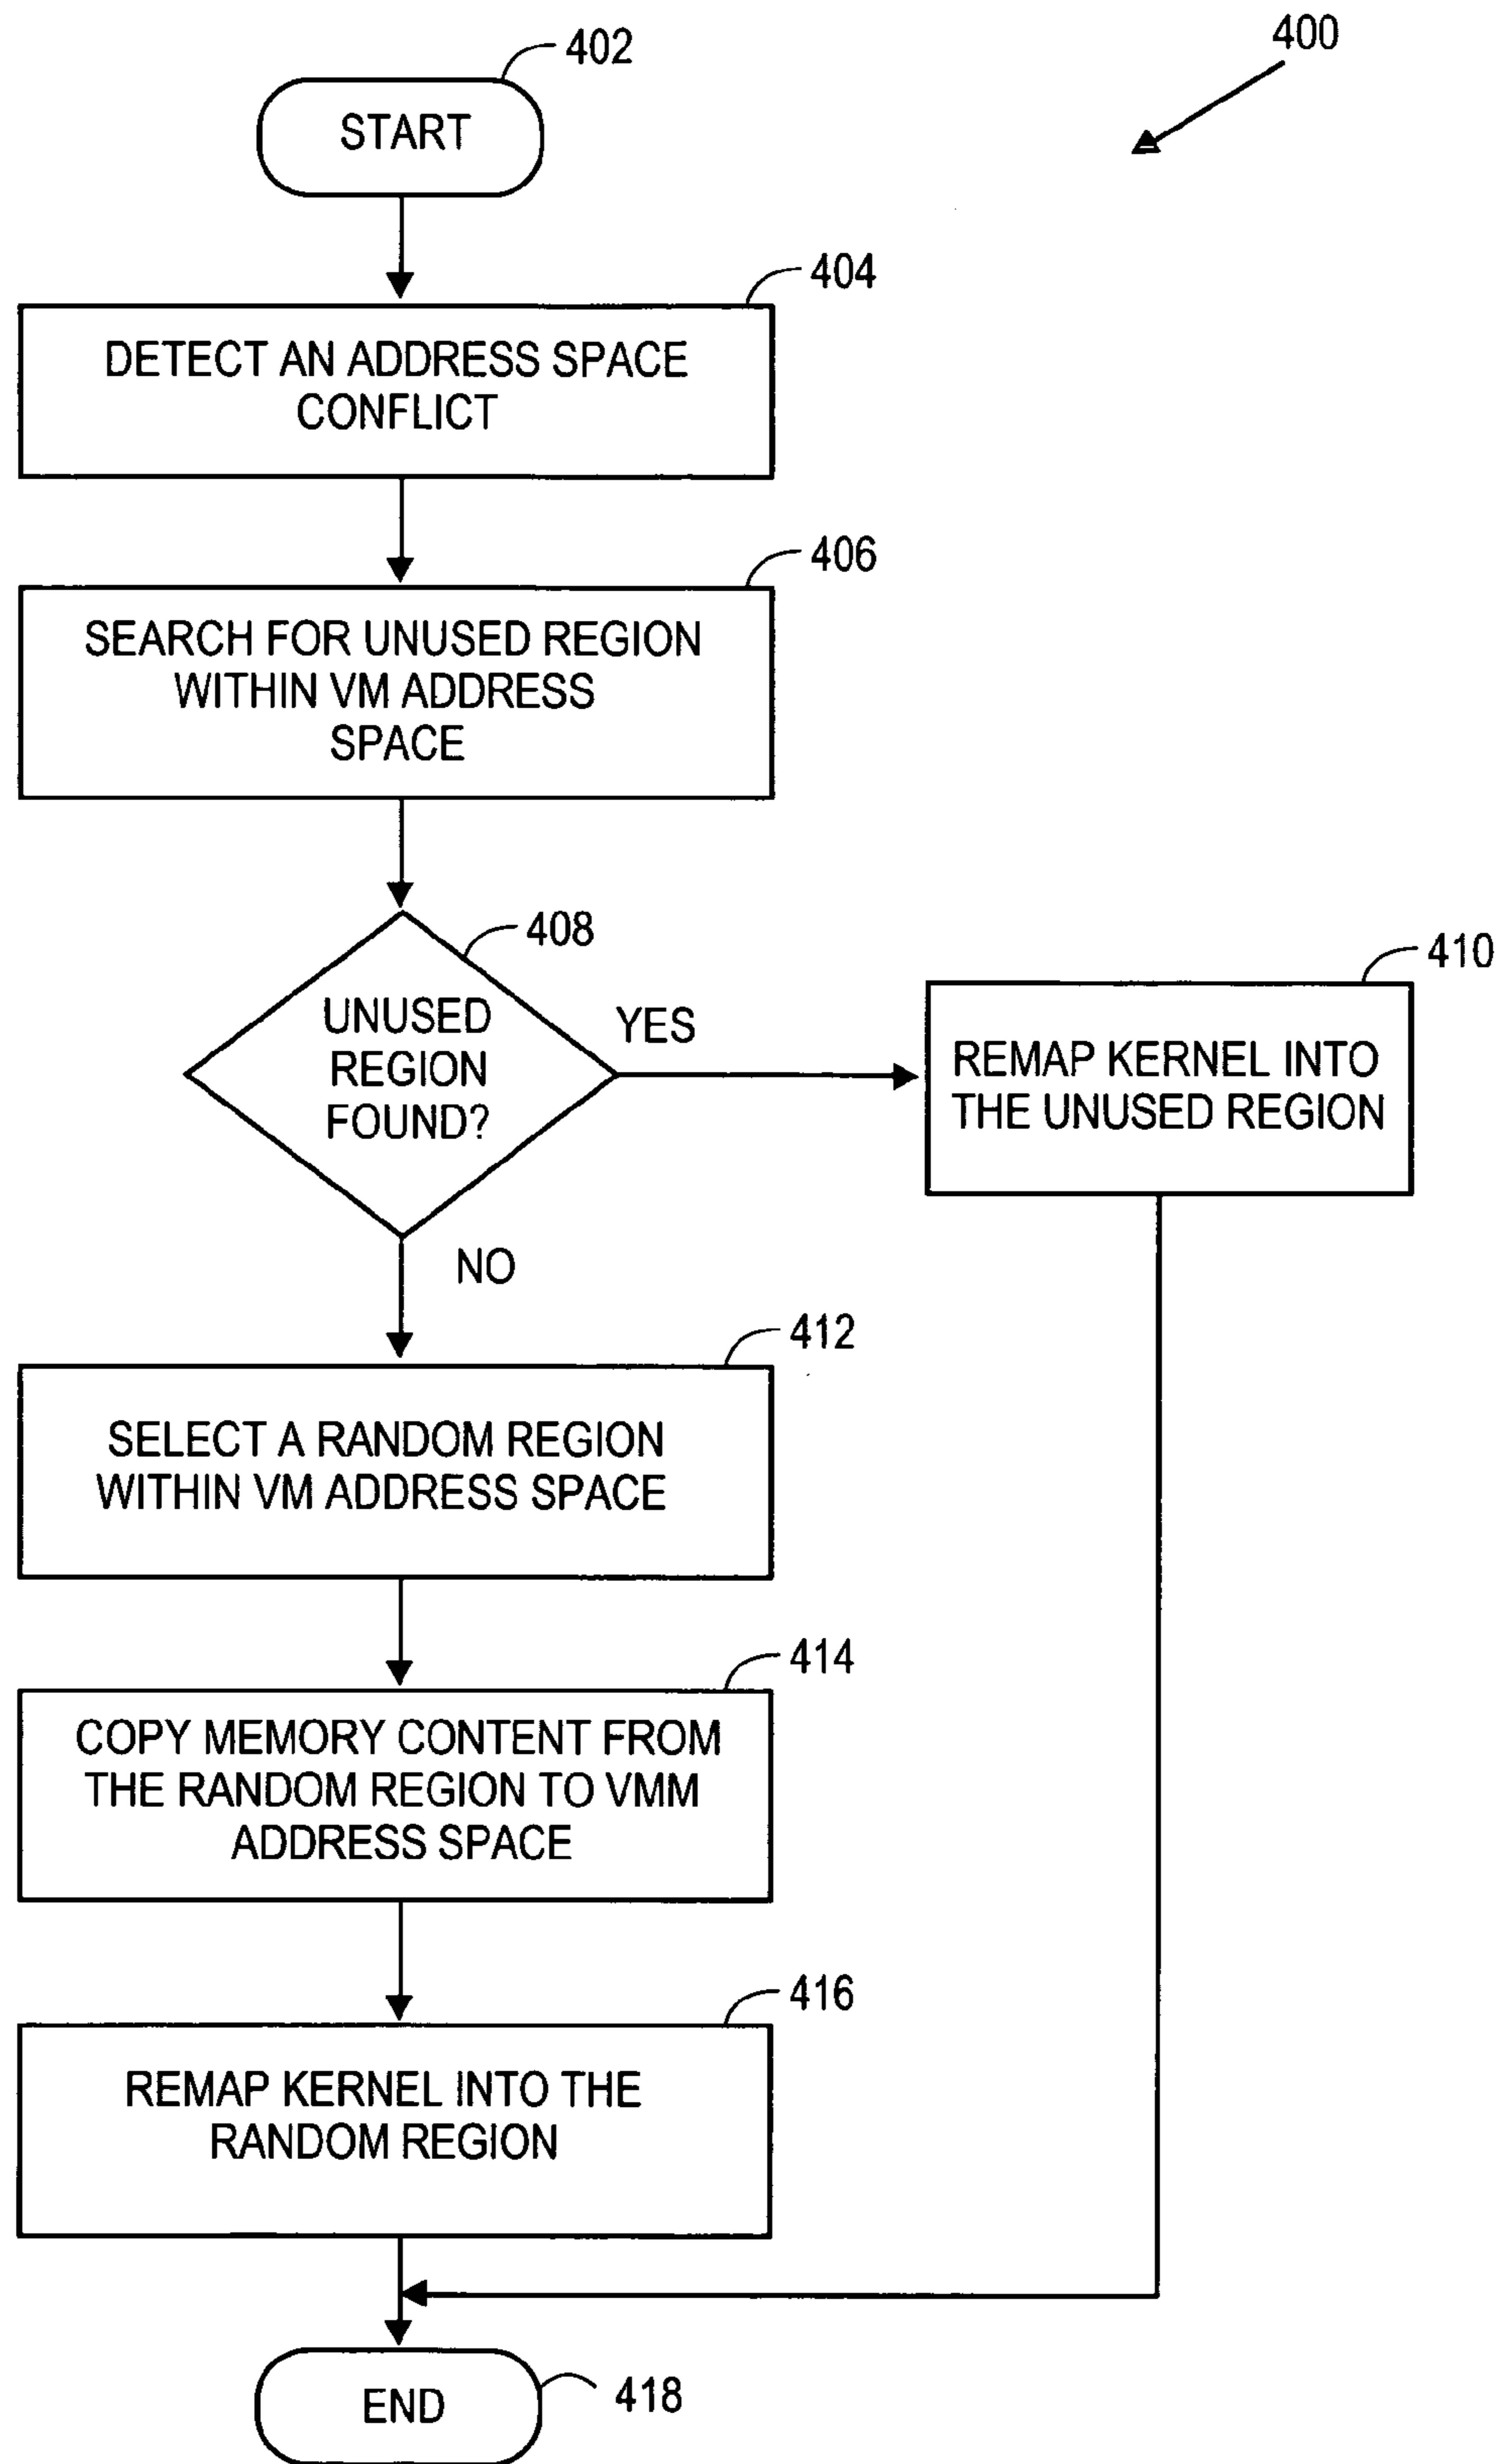 402
400
START
404
DETECT AN ADDRESS SPACE
CONFLICT
406
SEARCH FOR UNUSED REGION
WITHIN VM ADDRESS
SPACE
408
UNUSED
REGION
FOUND?
YES
410
REMAP KERNEL INTO
THE UNUSED REGION
NO
412
SELECT A RANDOM REGION
WITHIN VM ADDRESS SPACE
414
COPY MEMORY CONTENT FROM
THE RANDOM REGION TO VMM
ADDRESS SPACE
416
REMAP KERNEL INTO THE
RANDOM REGION
END
418